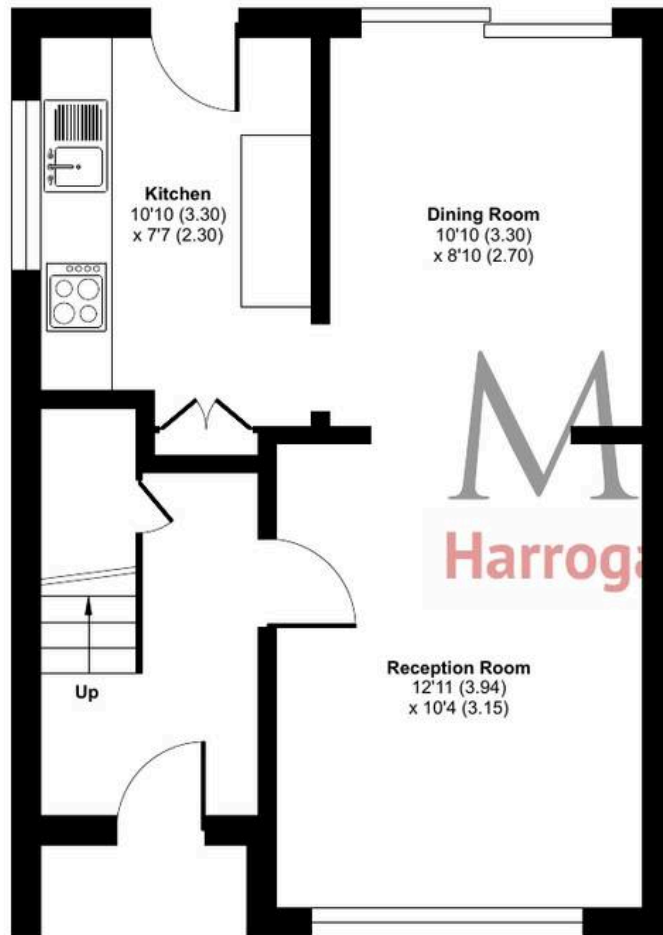 Kitchen
10'10 (3.30)
x 7'7 (2.30)
Dining Room
10'10 (3.30)
x 8'10 (2.70)
M
Harroga
Reception Room
12'11 (3.94)
x 10'4 (3.15)
Up